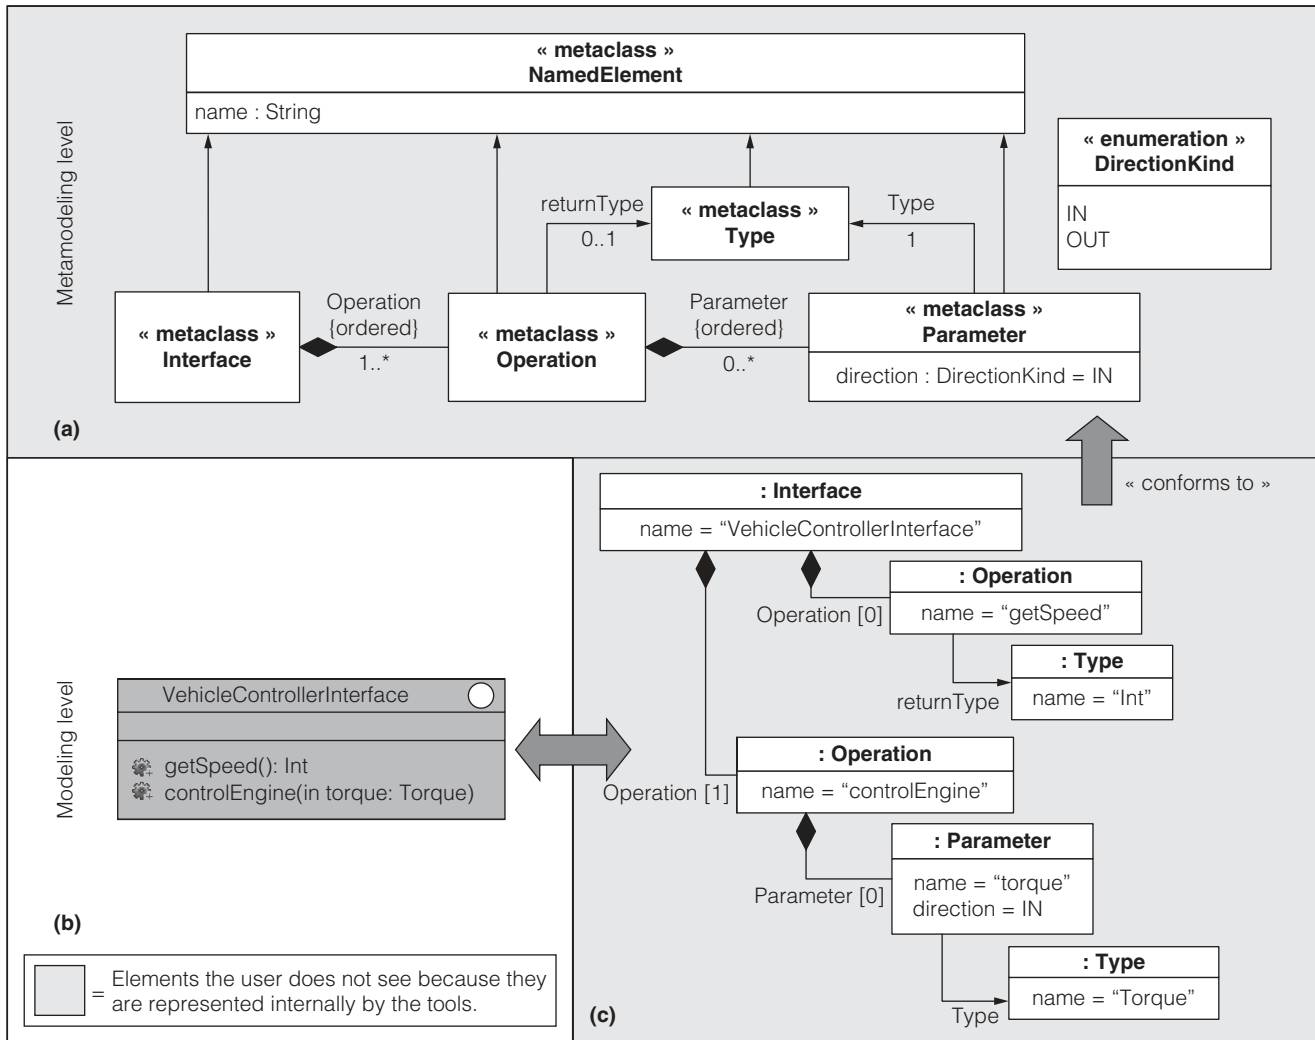 Metamodeling level
« metaclass »
NamedElement
name : String
« enumeration »
DirectionKind
IN
OUT
returnType
0..1
« metaclass »
Type
Type
1
« metaclass »
Interface
Operation
{ordered}
1..*
« metaclass »
Operation
Parameter
{ordered}
0..*
« metaclass »
Parameter
direction : DirectionKind = IN
(a)
« conforms to »
Modeling level
VehicleControllerInterface
getSpeed(): Int
controlEngine(in torque: Torque)
(b)
= Elements the user does not see because they
are represented internally by the tools.
: Interface
name = “VehicleControllerInterface”
: Operation
Operation [0]
name = “getSpeed”
: Type
returnType
name = “Int”
: Operation
Operation [1]
name = “controlEngine”
: Parameter
Parameter [0]
name = “torque”
direction = IN
: Type
name = “Torque”
Type
(c)